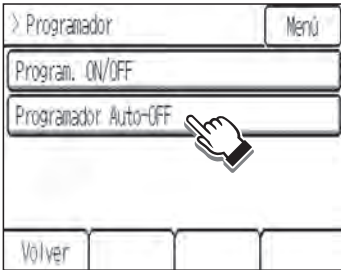 > Programador
Menú
Program. ON/OFF
Programador Auto-OFF
Volver